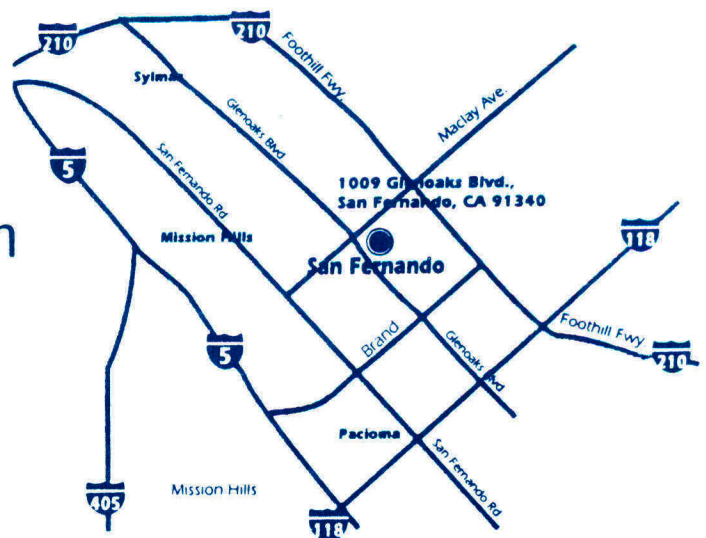 210
210
Foothill Fwy.
Sylmar
Glenoaks Blvd
Maclay Ave.
5
San Fernando Rd
1009 Glenoaks Blvd.,
San Fernando, CA 91340
118
Mission Hills
San Fernando
n
Brand
Foothill Fwy
5
Glenoaks Blvd
210
Pacioma
San Fernando Rd
Mission Hills
405
118